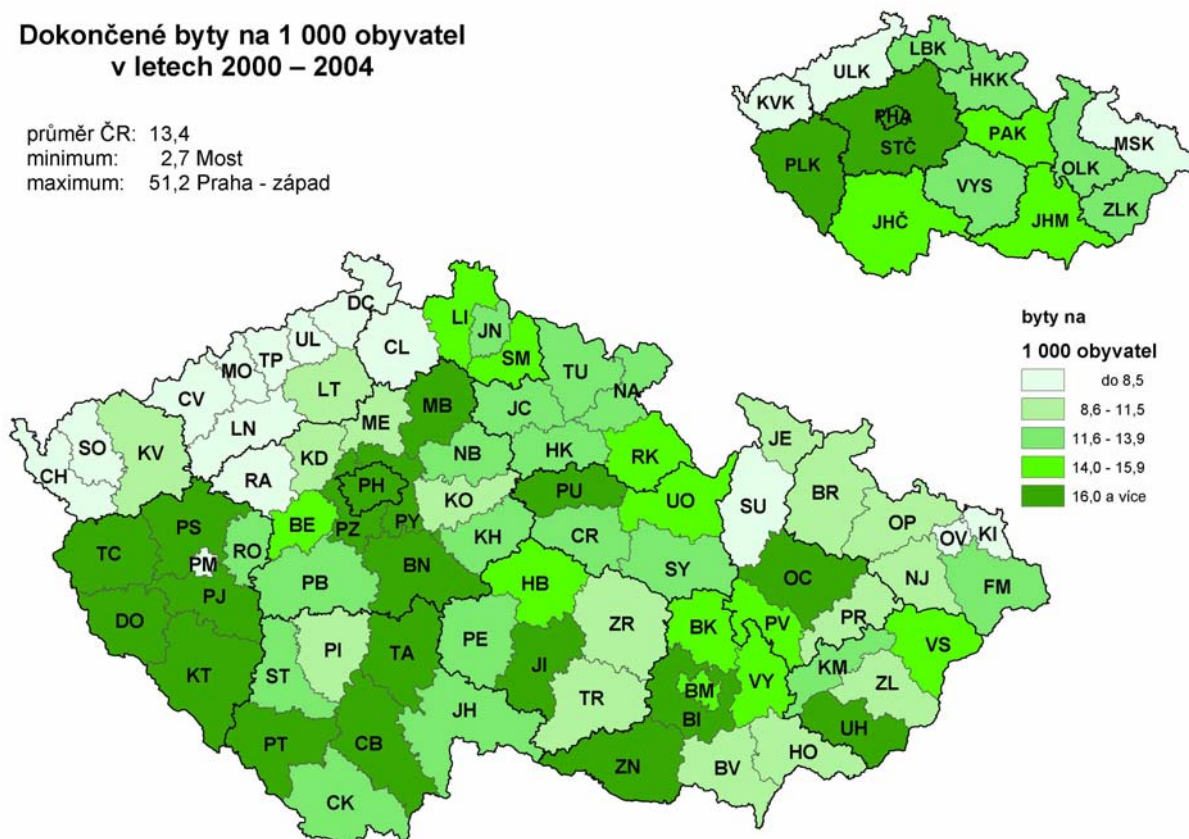 Dokončené byty na 1 000 obyvatel
v letech 2000 – 2004
průměr ČR: 13,4
minimum: 2,7 Most
maximum: 51,2 Praha - západ
LBK
ULK
HKK
KVK
PHA
PAK
MSK
STČ
PLK
OLK
VYS
ZLK
JHČ
JHM
byty na
1 000 obyvatel
do 8,5
8,6 - 11,5
11,6 - 13,9
14,0 - 15,9
16,0 a více
DC
LI
JN
UL
CL
SM
TP
MO
TU
LT
NA
CV
MB
JC
ME
LN
SO
KV
JE
HK
NB
RK
KD
CH
RA
PH
BR
KO
PU
SU
UO
OP
PS
BE
PZ
PY
OV
KI
KH
CR
TC
RO
PM
BN
SY
OC
NJ
FM
PB
HB
PJ
PR
DO
ZR
BK
PV
PE
VS
PI
TA
JI
KM
KT
ST
VY
ZL
BM
TR
JH
BI
UH
PT
CB
HO
ZN
BV
CK